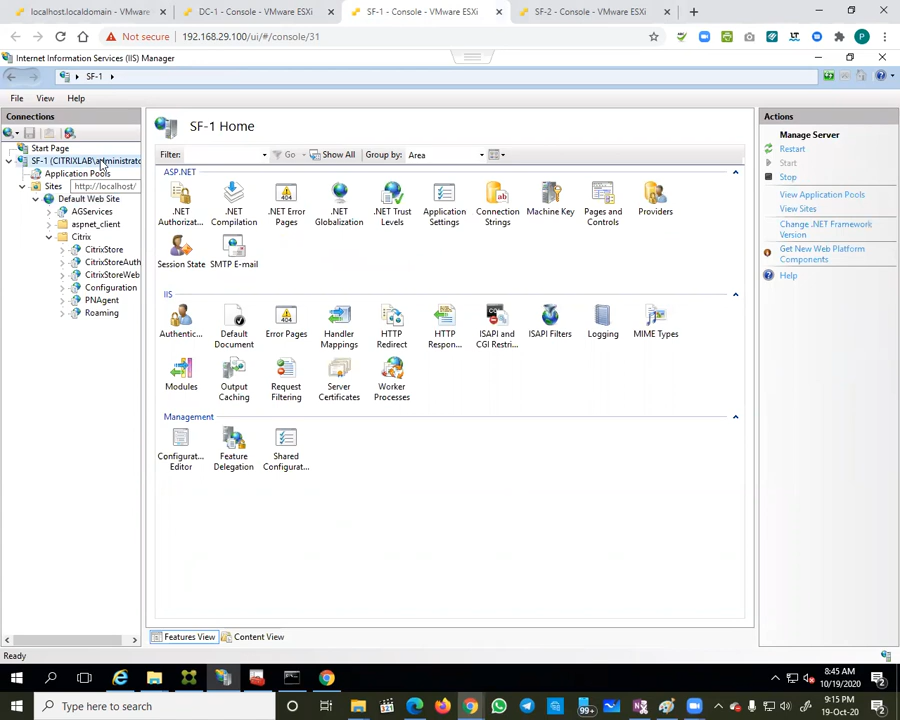 localhost.localdomain - VMware
DC-1 - Console - VMware ESXi
SF-1 - Console - VMware ESXi
SF-2 - Console - VMware ESXi
Not secure
192.168.29.100/ui/#/console/31
P
Internet Information Services (IIS) Manager
SF-1
File View Help
Connections
Start Page
SF-1 (CITRIXLAB\administrato
Application Pools
Sites
http://localhost/
Default Web Site
AGServices
aspnet_client
Citrix
CitrixStore
CitrixStoreAuth
CitrixStoreWeb
Configuration
PNAgent
Roaming
SF-1 Home
Filter: Go Show All Group by: Area
ASP.NET
.NET Authorizat...
.NET Compilation
.NET Error Pages
.NET Globalization
.NET Trust Levels
Application Settings
Connection Strings
Machine Key
Pages and Controls
Providers
Session State
SMTP E-mail
IIS
Authentic...
Default Document
Error Pages
Handler Mappings
HTTP Redirect
HTTP Respon...
ISAPI and CGI Restri...
ISAPI Filters
Logging
MIME Types
Modules
Output Caching
Request Filtering
Server Certificates
Worker Processes
Management
Configurat... Editor
Feature Delegation
Shared Configurat...
Features View
Content View
Actions
Manage Server
Restart
Start
Stop
View Application Pools
View Sites
Change .NET Framework
Version
Get New Web Platform
Components
Help
Ready
8:45 AM
10/19/2020
2
Type here to search
99+
9:15 PM
19-Oct-20
2